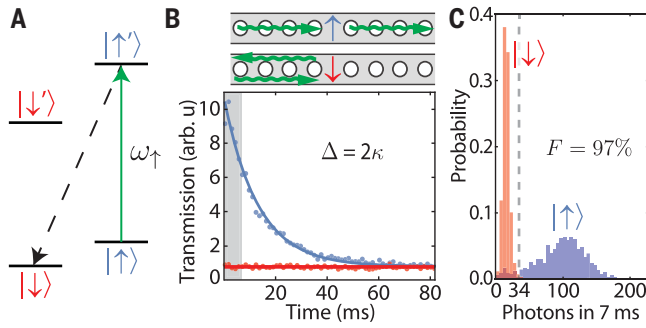 A
|↑′⟩
|↓′⟩
ω↑
|↓⟩
|↑⟩
B
↑
↓
Transmission (arb. u)
10
8
6
4
2
0
Δ = 2κ
20 40 60 80
Time (ms)
C
Probability
0.4
0.3
0.2
0.1
0.0
|↓⟩
F = 97%
|↑⟩
0 34 100 200
Photons in 7 ms